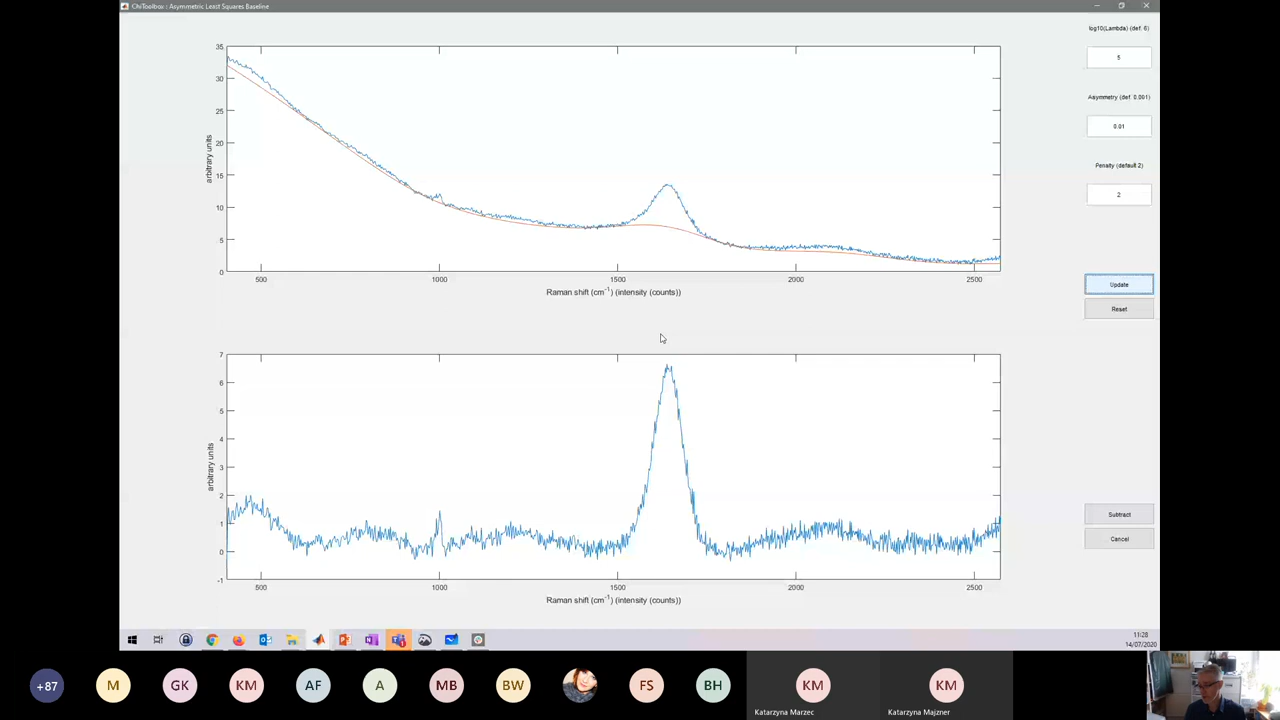 ChiToolbox : Asymmetric Least Squares Baseline
log10(Lambda) (def. 6)
5
Asymmetry (def. 0.001)
0.01
Penalty (default 2)
2
Update
Reset
35
30
25
20
15
10
5
0
arbitrary units
500
1000
1500
2000
2500
Raman shift (cm-1) (intensity (counts))
7
6
5
4
3
2
1
0
-1
arbitrary units
500
1000
1500
2000
2500
Raman shift (cm-1) (intensity (counts))
Subtract
Cancel
11:28
14/07/2020
+87
M
GK
KM
AF
A
MB
BW
FS
BH
KM
Katarzyna Marzec
KM
Katarzyna Majzner